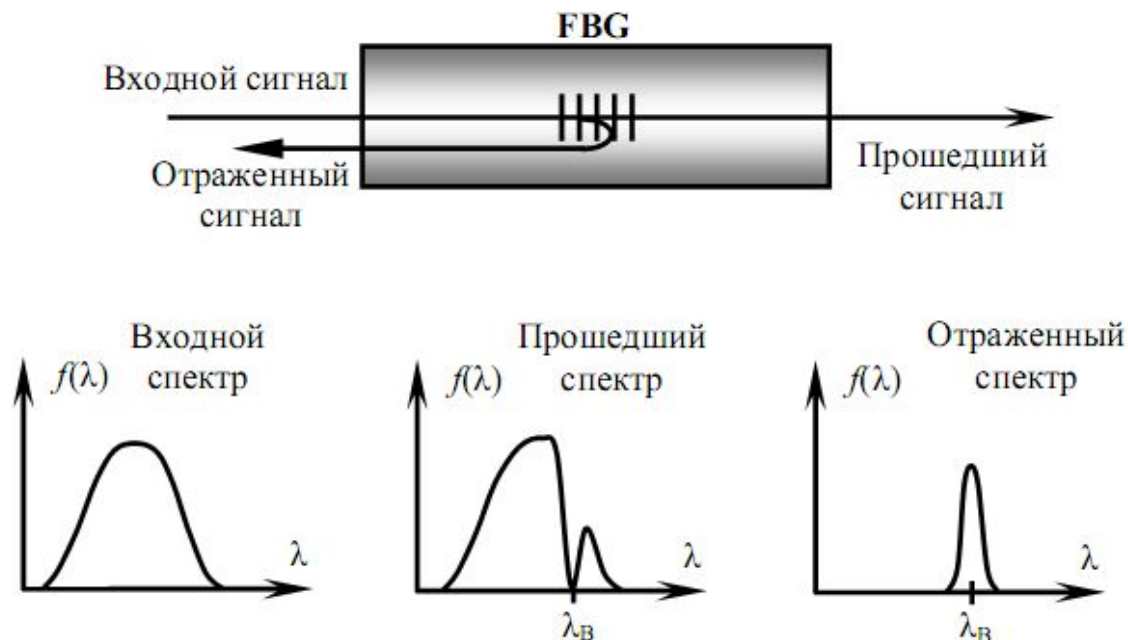 FBG
Входной сигнал
Отраженный
сигнал
Прошедший
сигнал
Входной
спектр
f(λ)
λ
Прошедший
спектр
f(λ)
λ
λB
Отраженный
спектр
f(λ)
λ
λB